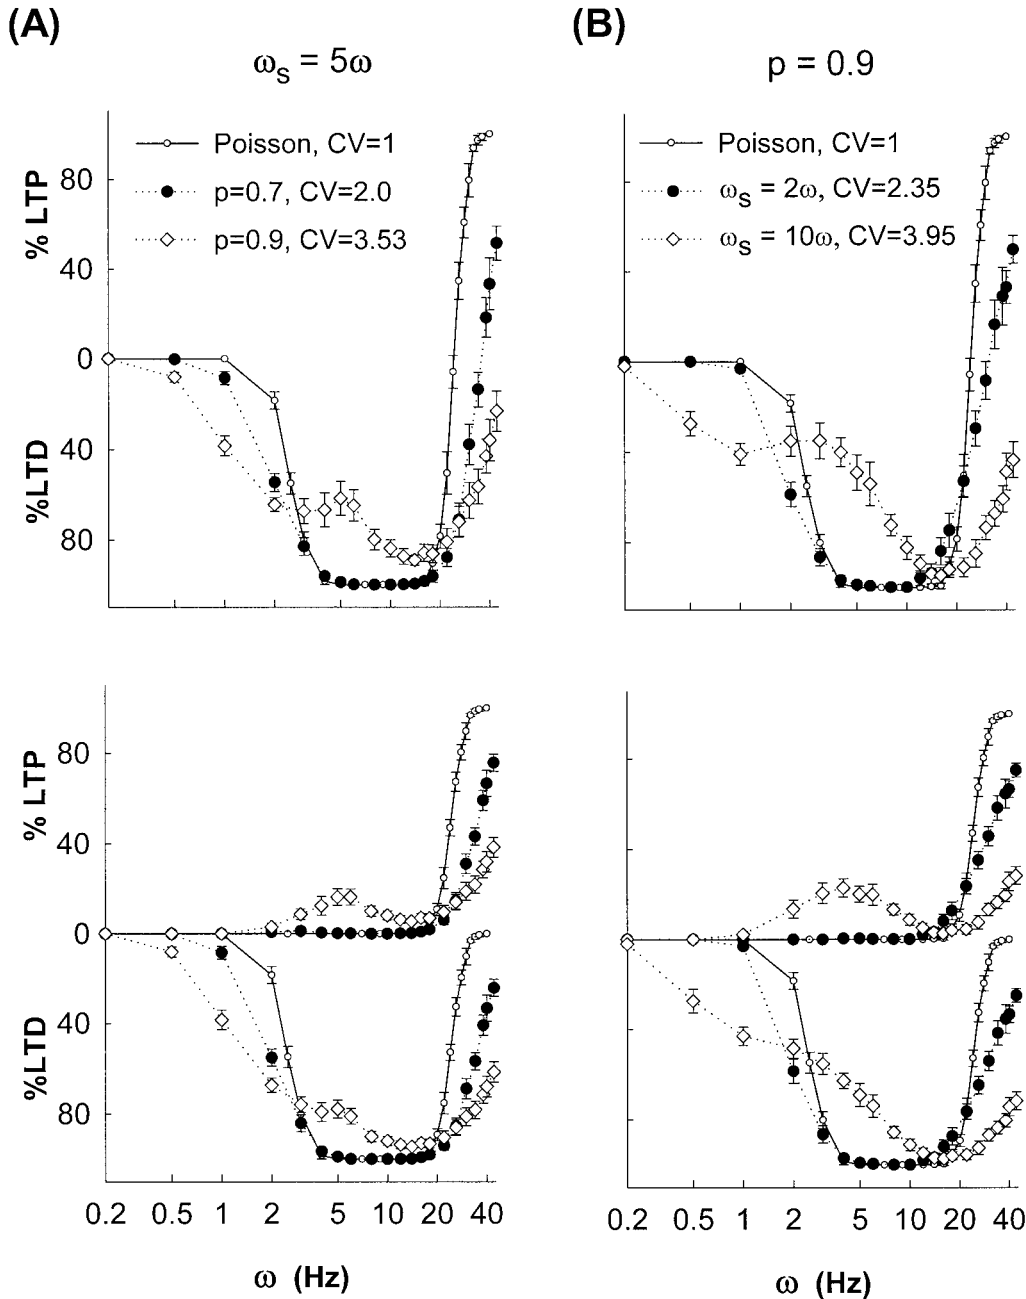 (A)
(B)
ωs = 5ω
p = 0.9
Poisson, CV=1
p=0.7, CV=2.0
p=0.9, CV=3.53
Poisson, CV=1
ωs = 2ω, CV=2.35
ωs = 10ω, CV=3.95
% LTP
%LTD
80
40
0
40
80
% LTP
%LTD
80
40
0
40
80
0.2 0.5 1 2 5 10 20 40
0.2 0.5 1 2 5 10 20 40
ω (Hz)
ω (Hz)